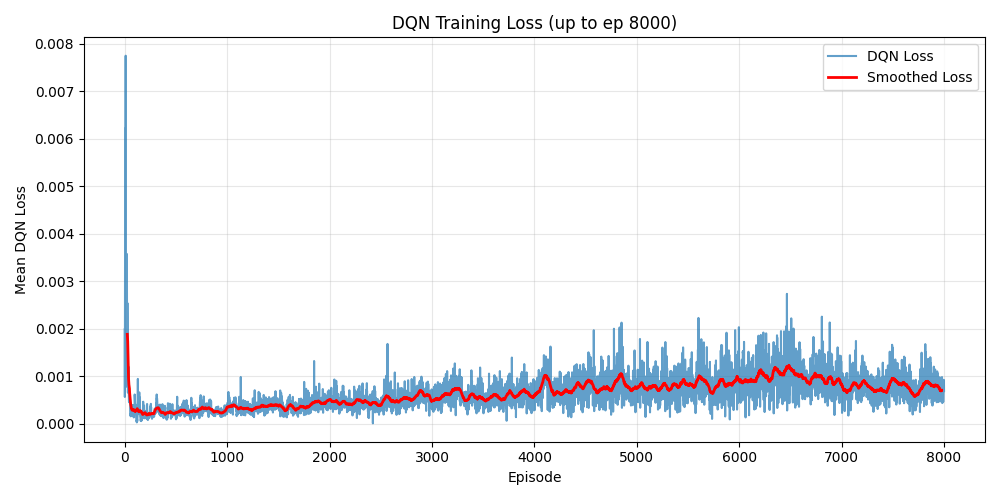 DQN Training Loss (up to ep 8000)
DQN Loss
Smoothed Loss
0.008
0.007
0.006
0.005
0.004
0.003
0.002
0.001
0.000
Mean DQN Loss
0 1000 2000 3000 4000 5000 6000 7000 8000
Episode